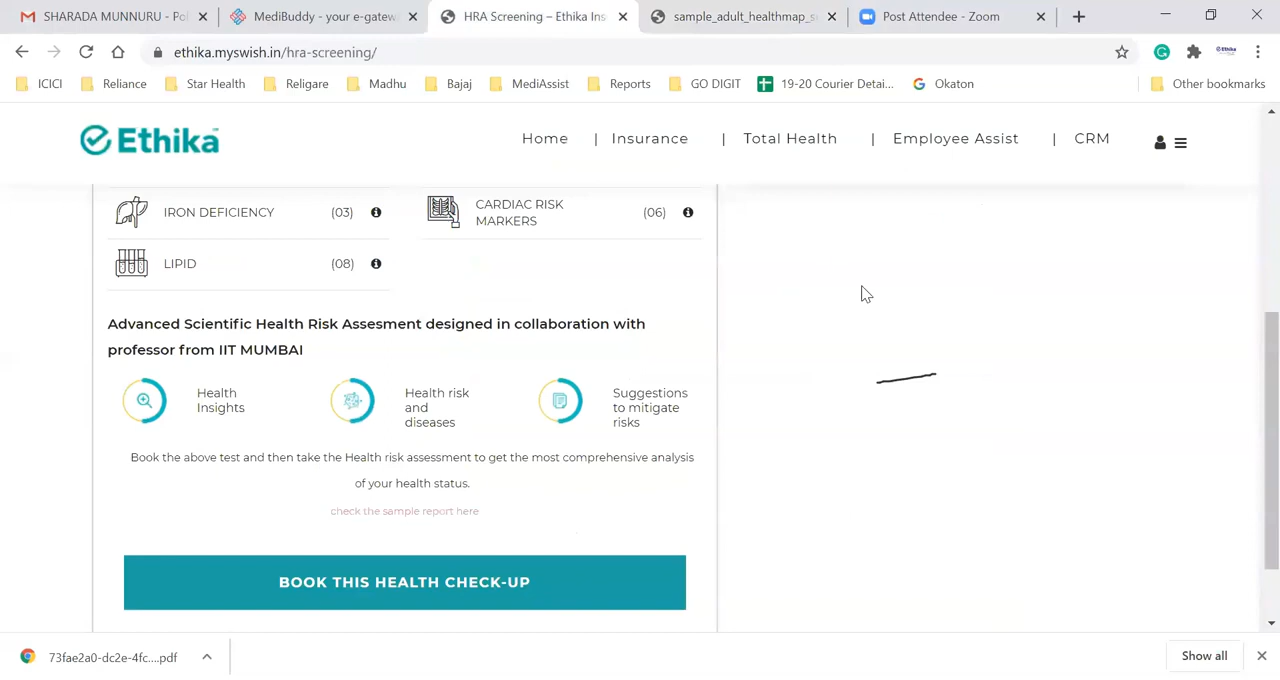 SHARADA MUNNURU - Pol
MediBuddy - your e-gatew
HRA Screening – Ethika Ins
sample_adult_healthmap_s
Post Attendee - Zoom
ethika.myswish.in/hra-screening/
ICICI
Reliance
Star Health
Religare
Madhu
Bajaj
MediAssist
Reports
GO DIGIT
19-20 Courier Detai...
Okaton
Other bookmarks
Ethika
Home | Insurance | Total Health | Employee Assist | CRM
IRON DEFICIENCY (03)
CARDIAC RISK
MARKERS
(06)
LIPID (08)
Advanced Scientific Health Risk Assesment designed in collaboration with
professor from IIT MUMBAI
Health
Insights
Health risk
and
diseases
Suggestions
to mitigate
risks
Book the above test and then take the Health risk assessment to get the most comprehensive analysis
of your health status.
check the sample report here
BOOK THIS HEALTH CHECK-UP
73fae2a0-dc2e-4fc....pdf
Show all